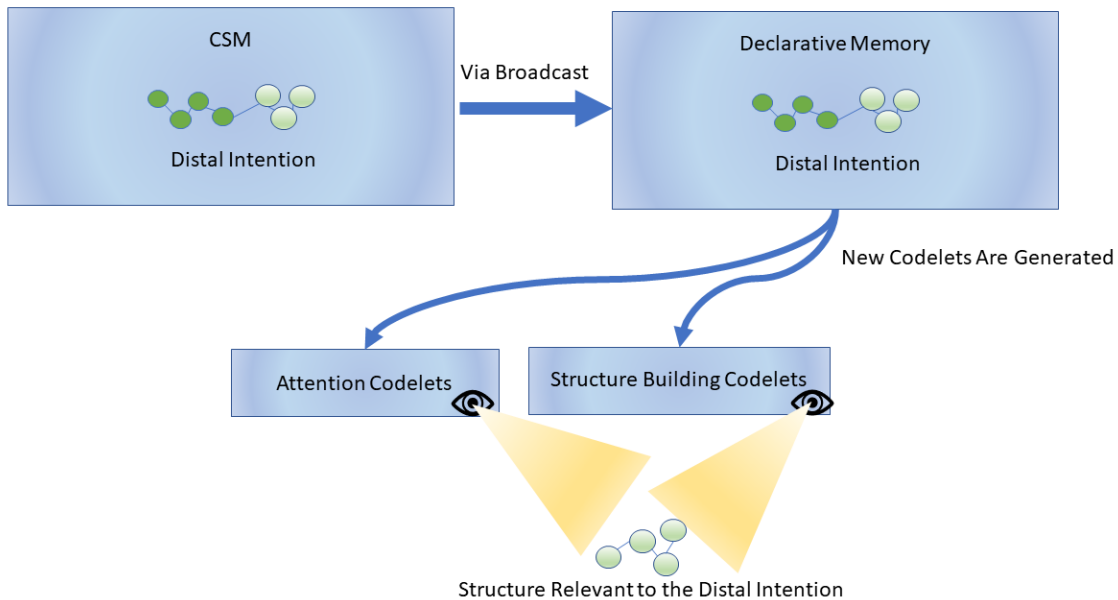 CSM
Distal Intention
Via Broadcast
Declarative Memory
Distal Intention
New Codelets Are Generated
Attention Codelets
Structure Building Codelets
Structure Relevant to the Distal Intention